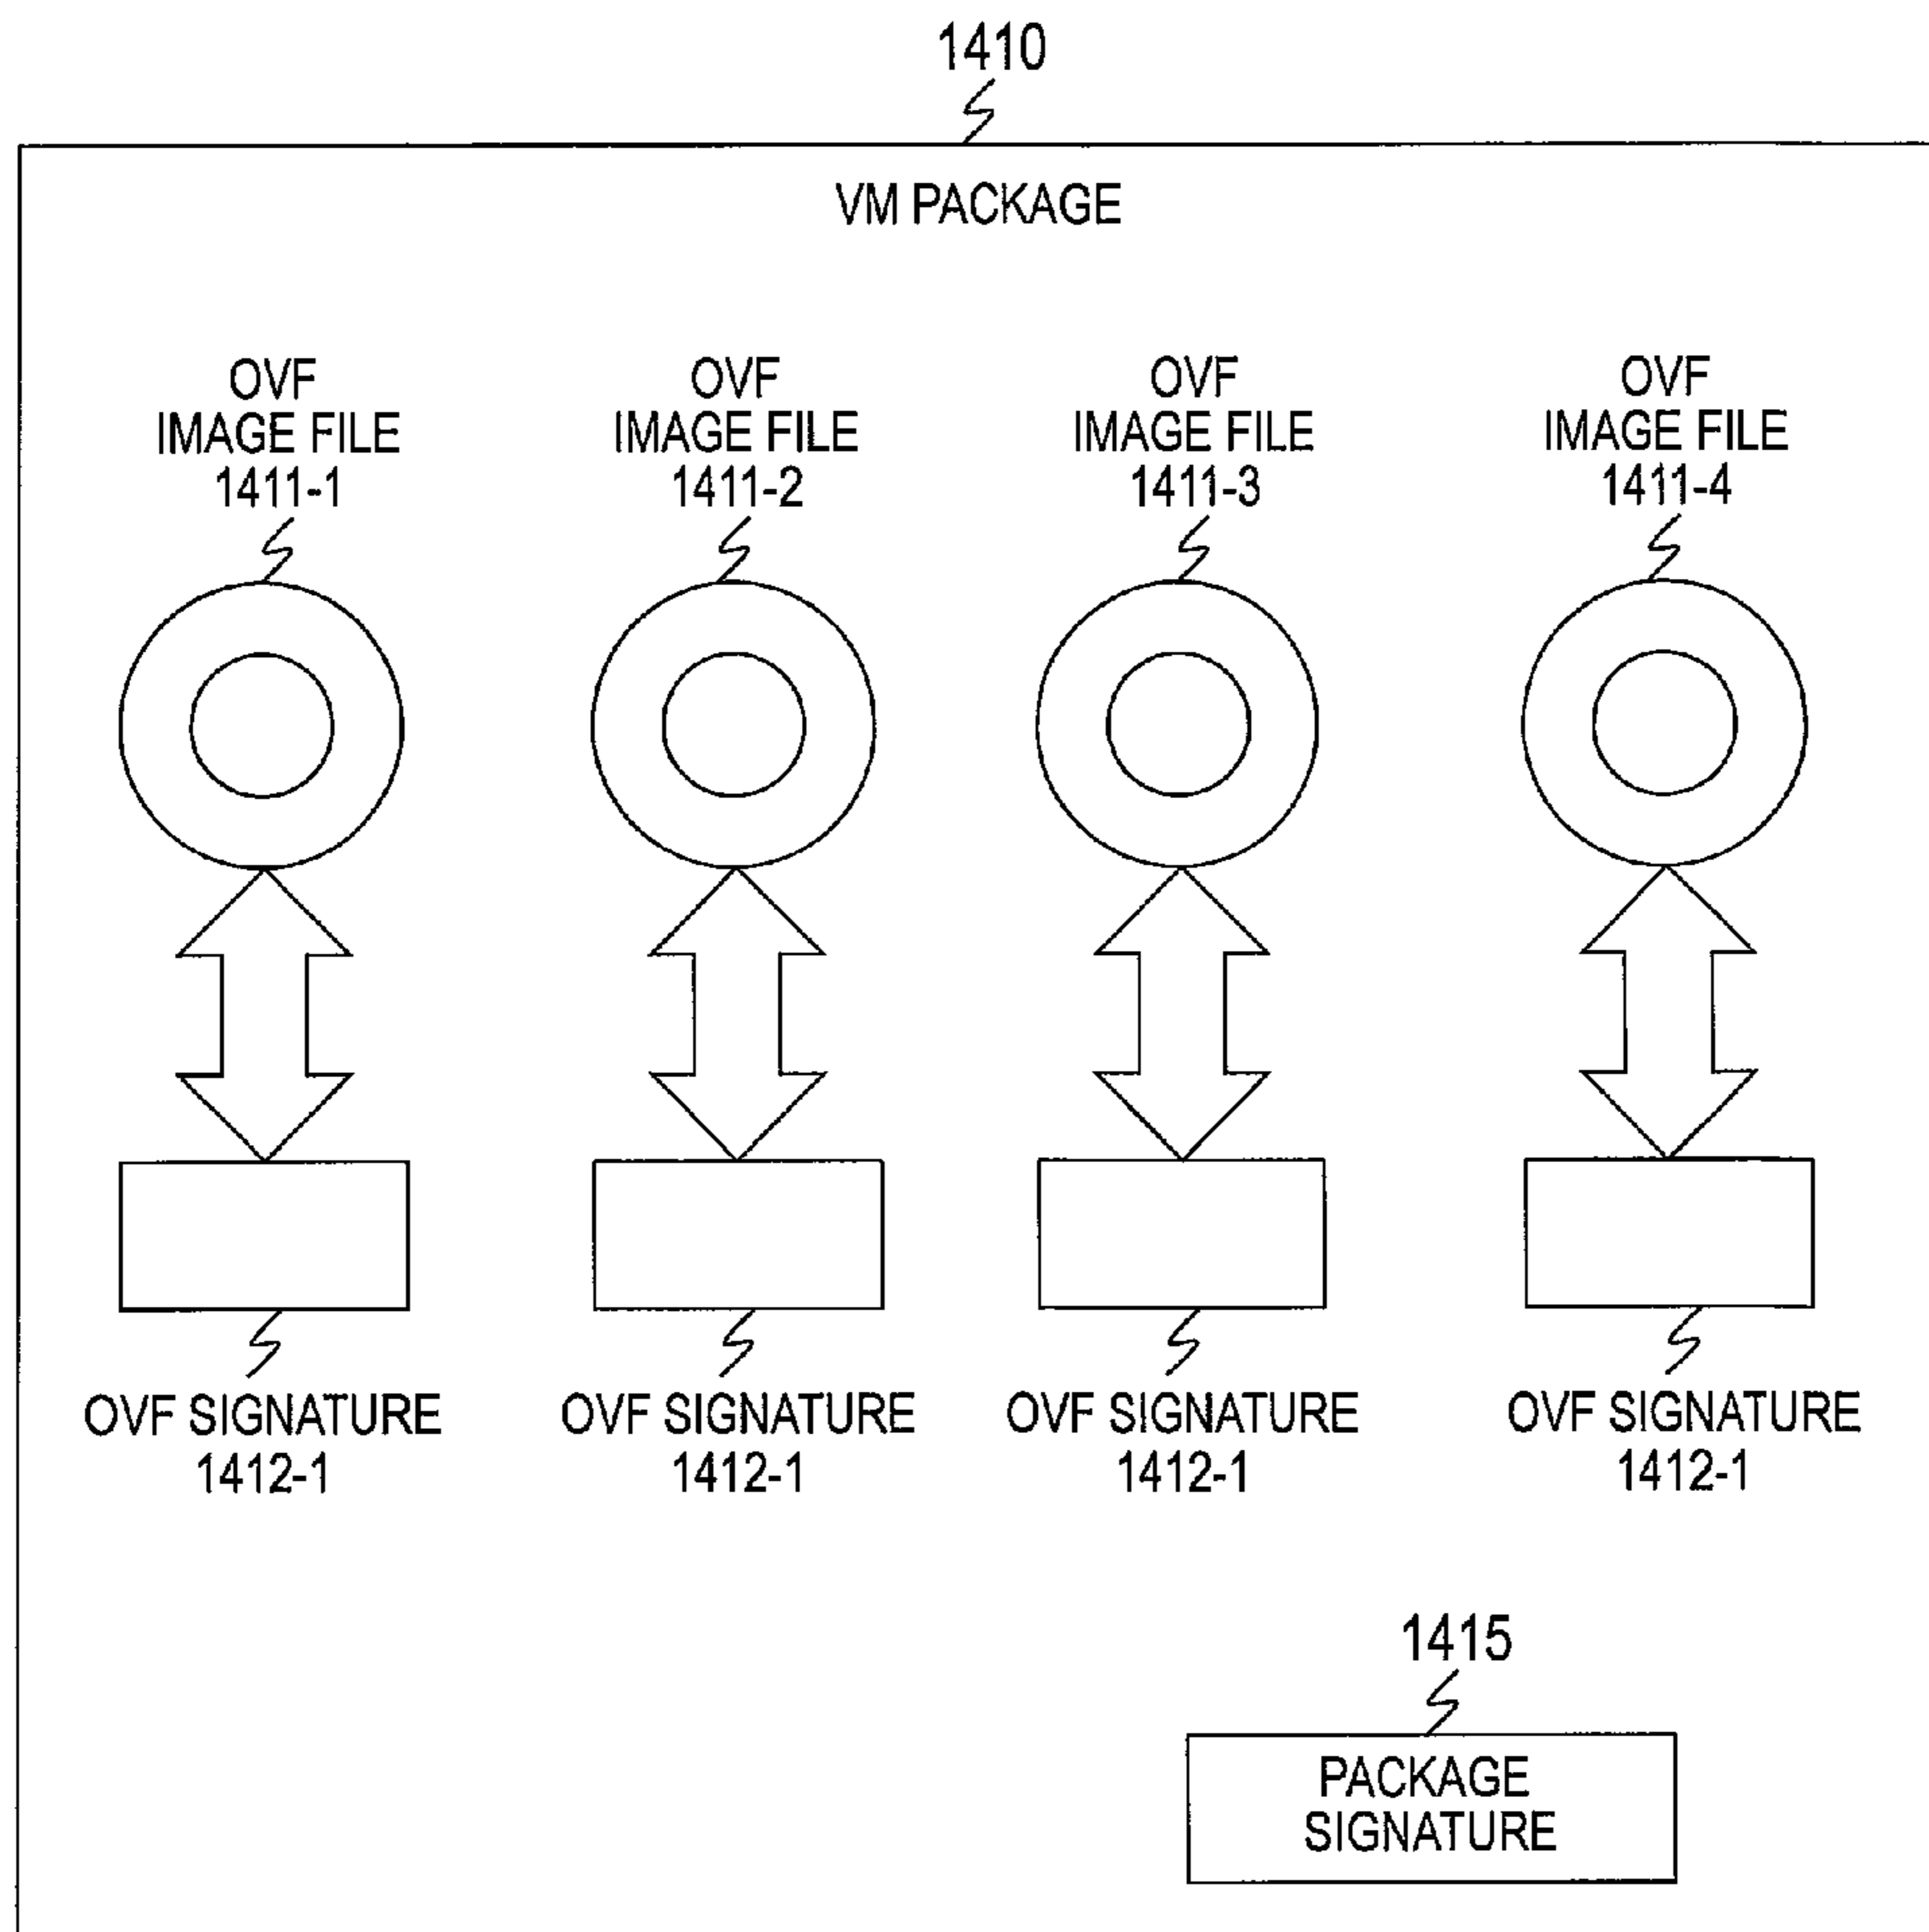 1410
VM PACKAGE
OVF
IMAGE FILE
1411-1
OVF
IMAGE FILE
1411-2
OVF
IMAGE FILE
1411-3
OVF
IMAGE FILE
1411-4
OVF SIGNATURE
1412-1
OVF SIGNATURE
1412-1
OVF SIGNATURE
1412-1
OVF SIGNATURE
1412-1
1415
PACKAGE
SIGNATURE